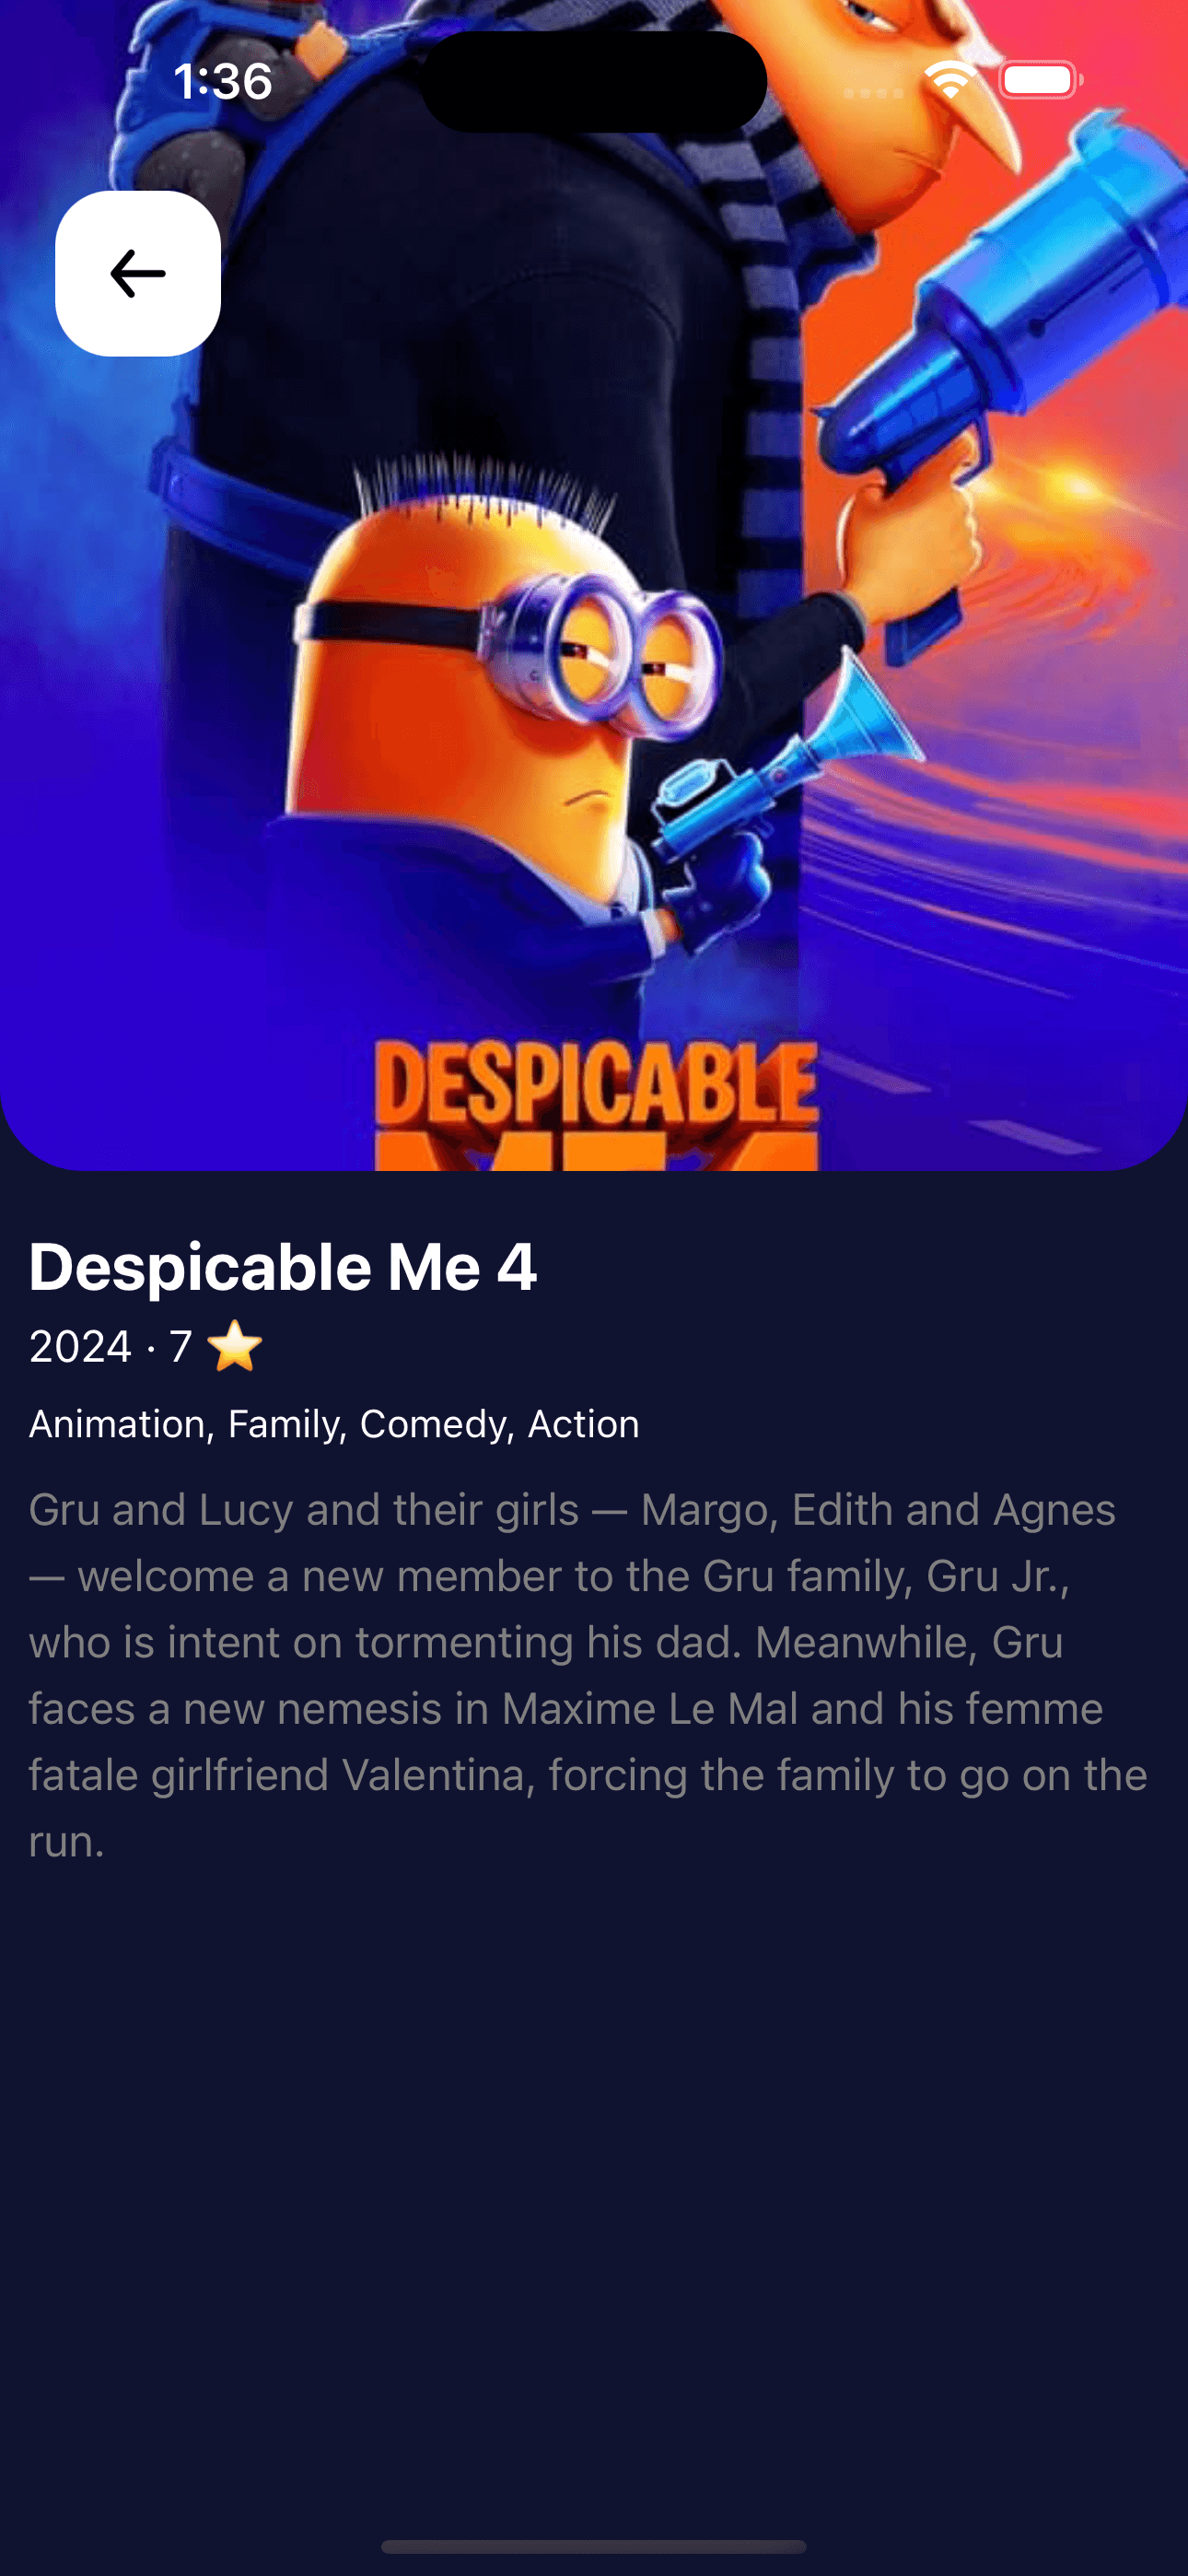 1:36
DESPICABLE
ME 4
Despicable Me 4
2024 · 7 ⭐
Animation, Family, Comedy, Action
Gru and Lucy and their girls — Margo, Edith and Agnes
— welcome a new member to the Gru family, Gru Jr.,
who is intent on tormenting his dad. Meanwhile, Gru
faces a new nemesis in Maxime Le Mal and his femme
fatale girlfriend Valentina, forcing the family to go on the
run.